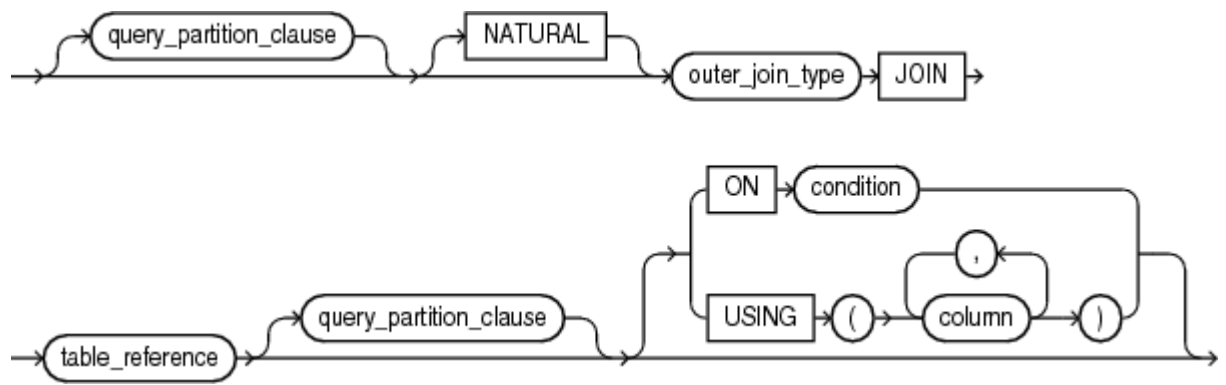 query_partition_clause NATURAL
outer_join_type JOIN
ON condition
,
USING ( column )
query_partition_clause
table_reference